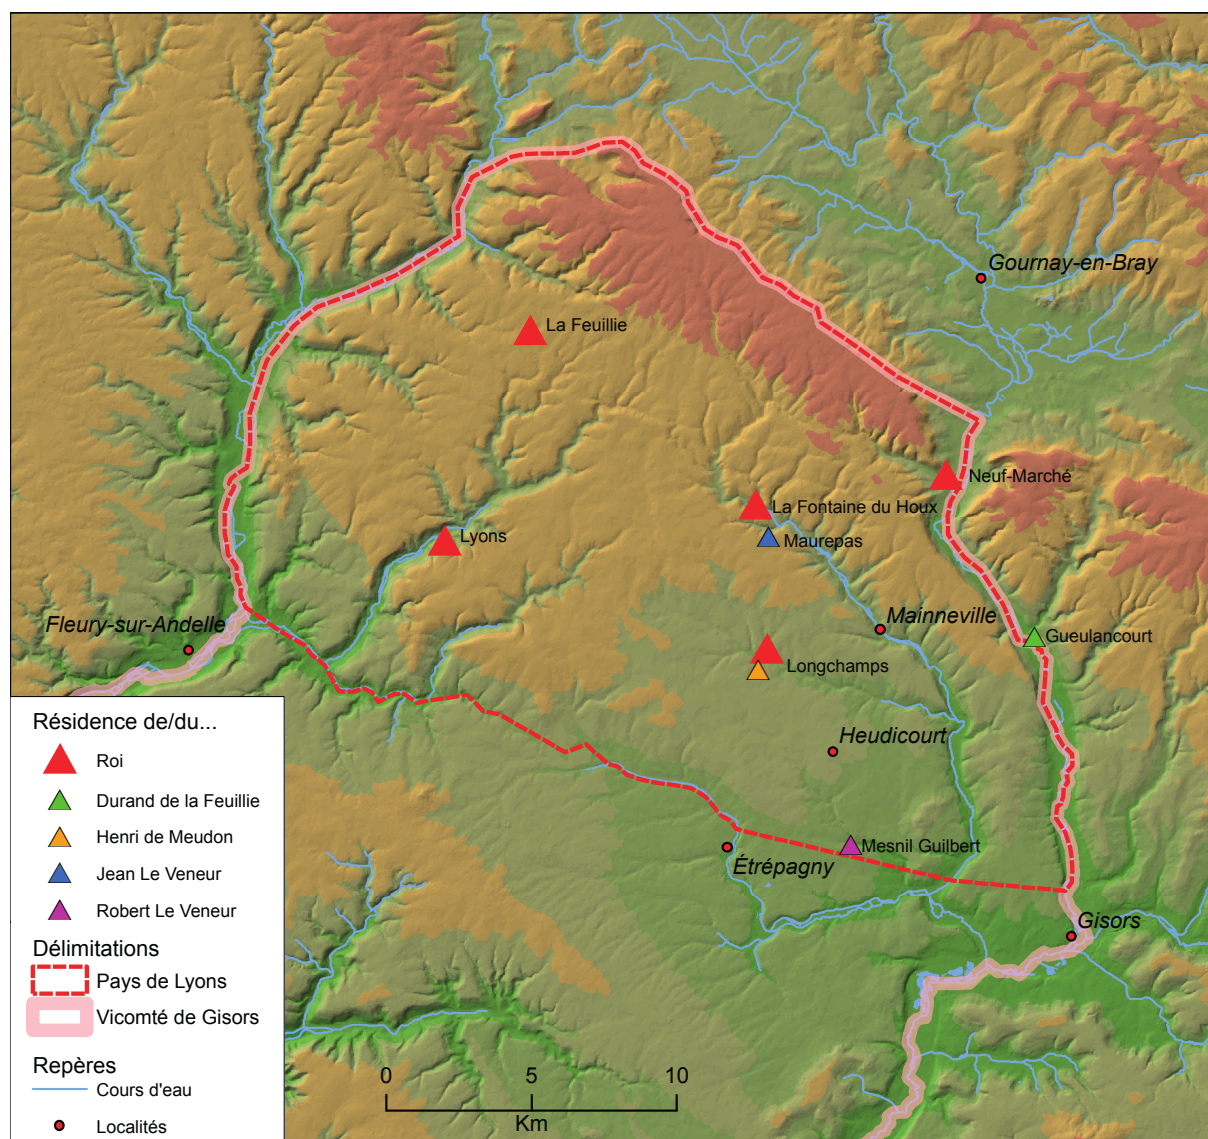 Gournay-en-Bray
La Feuillie
Neuf-Marché
La Fontaine du Houx
Lyons
Maurepas
Fleury-sur-Andelle
Mainneville
Gueulancourt
Longchamps
Heudicourt
Mesnil Guilbert
Étrépagny
Gisors
Résidence de/du...
Roi
Durand de la Feuillie
Henri de Meudon
Jean Le Veneur
Robert Le Veneur
Délimitations
Pays de Lyons
Vicomté de Gisors
Repères
Cours d'eau
Localités
0 5 10
Km